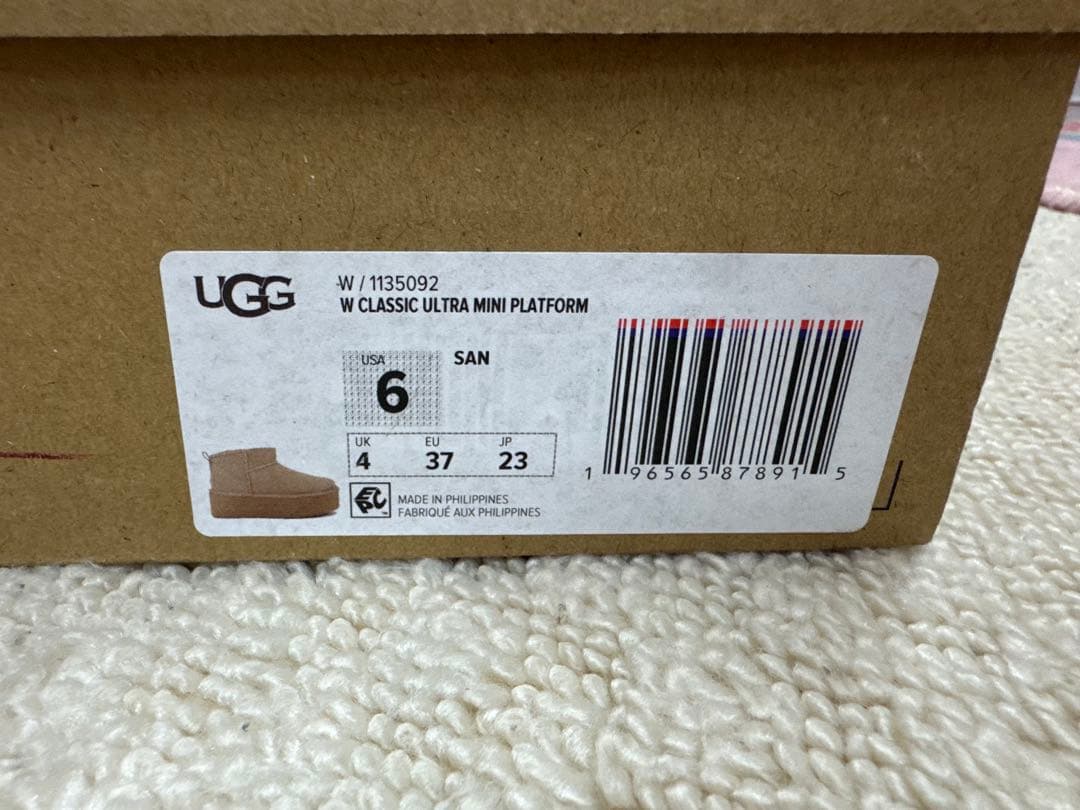 UGG
W / 1135092
W CLASSIC ULTRA MINI PLATFORM
USA
6
SAN
UK EU JP
4 37 23
EPC
MADE IN PHILIPPINES
FABRIQUÉ AUX PHILIPPINES
1 96565 87891 5